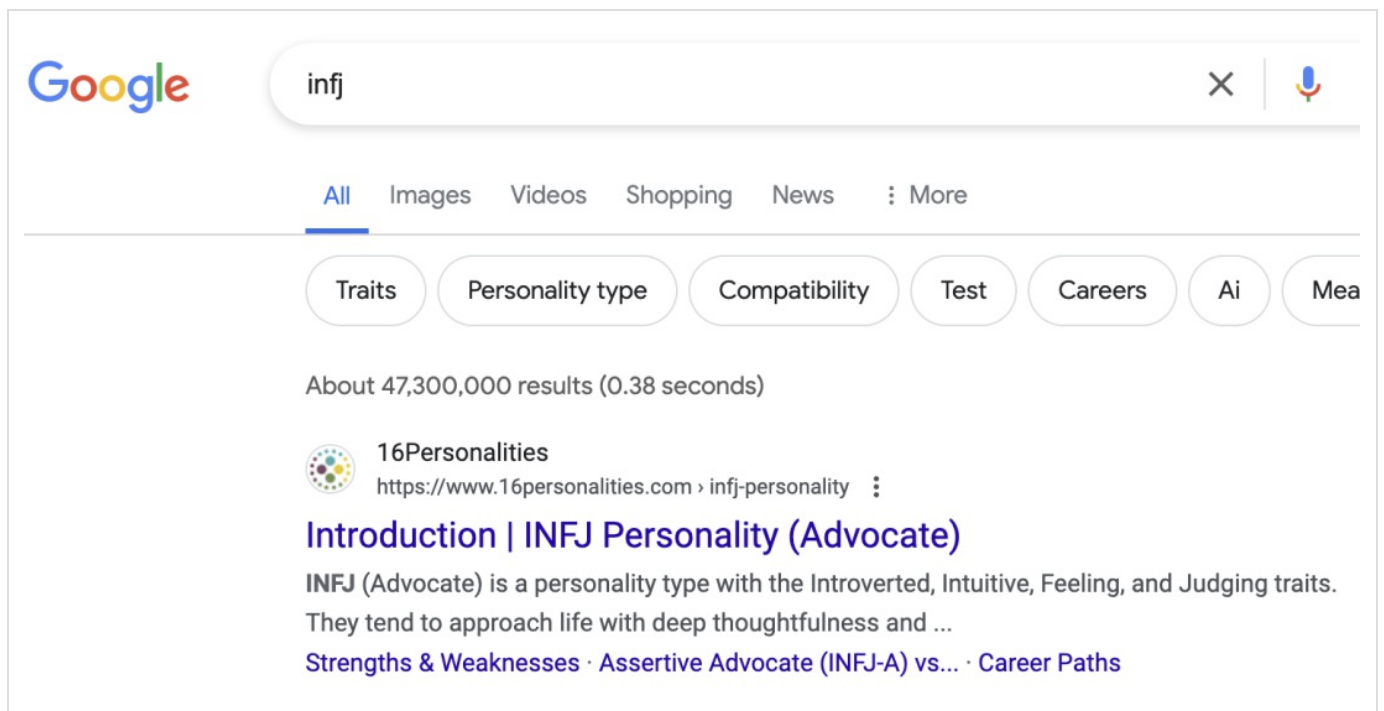 Google
infj
All Images Videos Shopping News More
Traits Personality type Compatibility Test Careers Ai Mea
About 47,300,000 results (0.38 seconds)
16Personalities
https://www.16personalities.com › infj-personality
Introduction | INFJ Personality (Advocate)
INFJ (Advocate) is a personality type with the Introverted, Intuitive, Feeling, and Judging traits.
They tend to approach life with deep thoughtfulness and ...
Strengths & Weaknesses · Assertive Advocate (INFJ-A) vs... · Career Paths